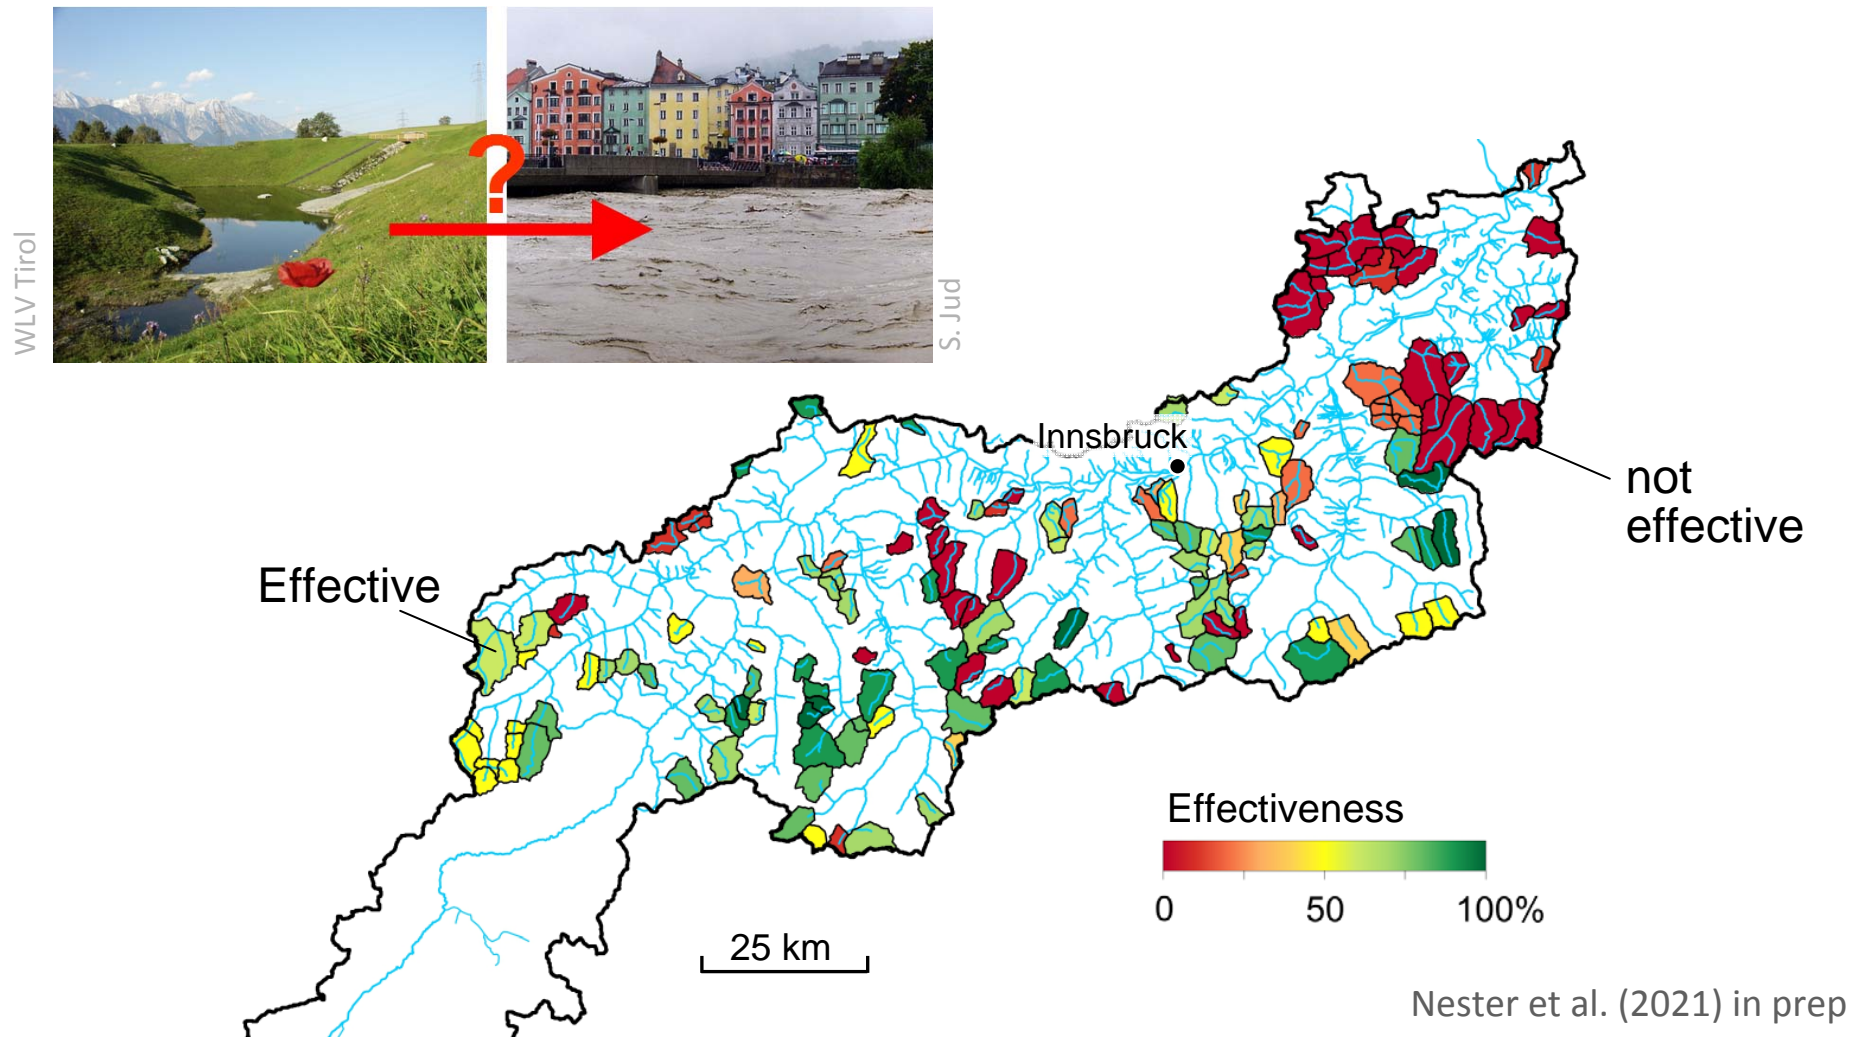 WLV Tirol
?
S. Jud
Innsbruck
not
effective
Effective
Effectiveness
0 50 100%
25 km
Nester et al. (2021) in prep